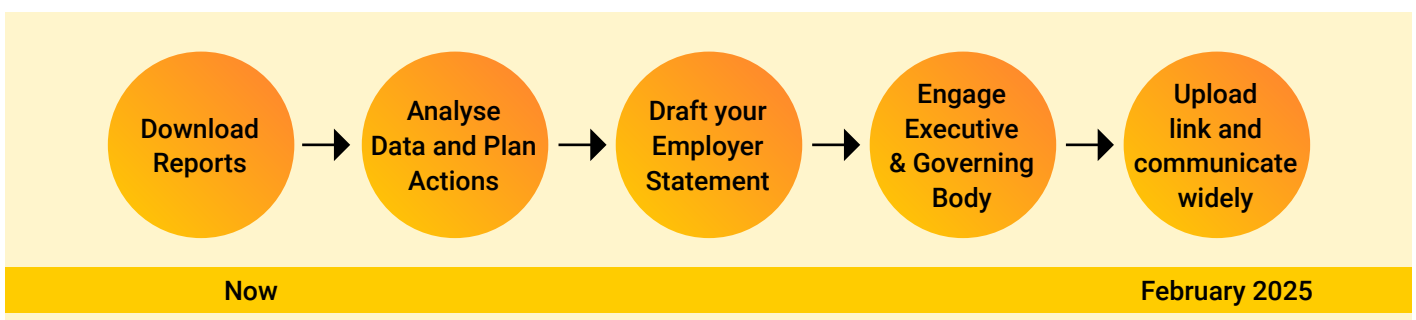 Download
Reports
Analyse
Data and Plan
Actions
Draft your
Employer
Statement
Engage
Executive
& Governing
Body
Upload
link and
communicate
widely
Now
February 2025